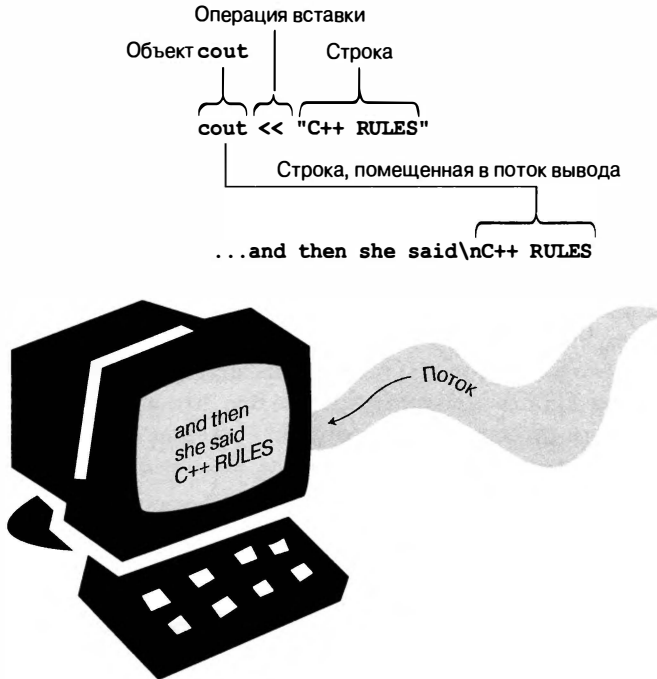 Операция вставки
Объект cout
Строка
cout << "C++ RULES"
Строка, помещенная в поток вывода
...and then she said\nC++ RULES
Поток
and then
she said
C++ RULES